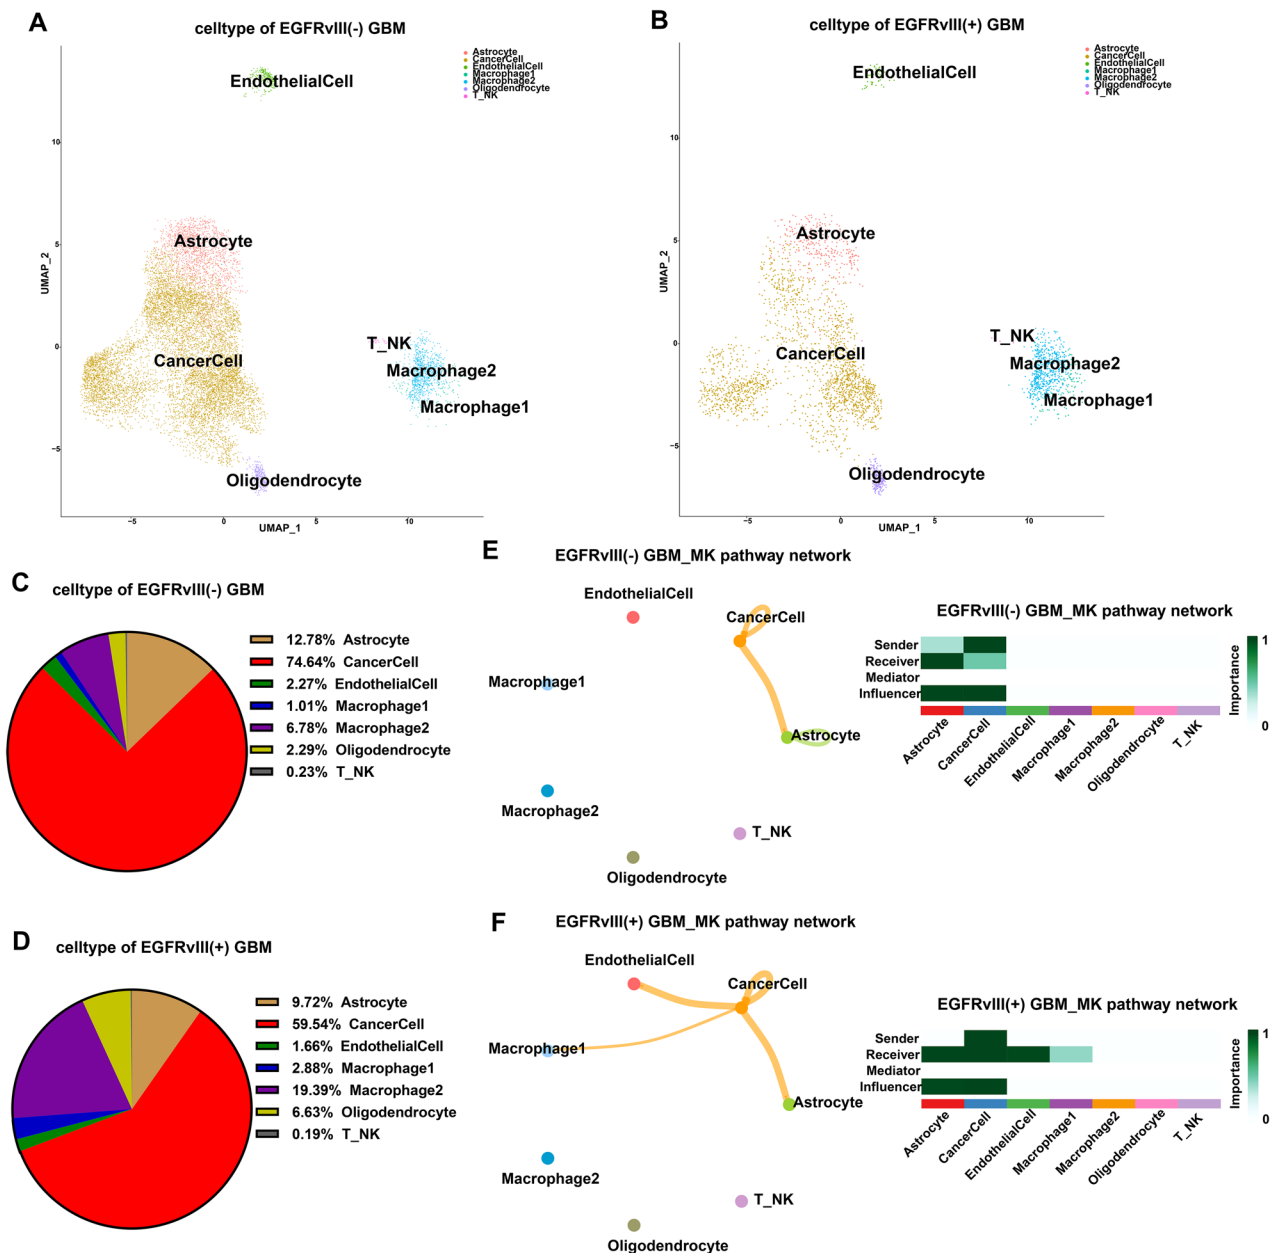 A
celltype of EGFRvIII(-) GBM
Astrocyte
CancerCell
EndothelialCell
Macrophage1
Macrophage2
Oligodendrocyte
T_NK
EndothelialCell
Astrocyte
CancerCell
T_NK
Macrophage2
Macrophage1
Oligodendrocyte
10
5
0
−5
UMAP_2
−5
0
5
10
UMAP_1
B
celltype of EGFRvIII(+) GBM
Astrocyte
CancerCell
EndothelialCell
Macrophage1
Macrophage2
Oligodendrocyte
T_NK
EndothelialCell
Astrocyte
CancerCell
T_NK
Macrophage2
Macrophage1
Oligodendrocyte
10
5
0
−5
UMAP_2
−5
0
5
10
UMAP_1
C
celltype of EGFRvIII(-) GBM
12.78% Astrocyte
74.64% CancerCell
2.27% EndothelialCell
1.01% Macrophage1
6.78% Macrophage2
2.29% Oligodendrocyte
0.23% T_NK
D
celltype of EGFRvIII(+) GBM
9.72% Astrocyte
59.54% CancerCell
1.66% EndothelialCell
2.88% Macrophage1
19.39% Macrophage2
6.63% Oligodendrocyte
0.19% T_NK
E
EGFRvIII(-) GBM_MK pathway network
EndothelialCell
CancerCell
Macrophage1
Astrocyte
Macrophage2
T_NK
Oligodendrocyte
EGFRvIII(-) GBM_MK pathway network
Sender
Receiver
Mediator
Influencer
Astrocyte
CancerCell
EndothelialCell
Macrophage1
Macrophage2
Oligodendrocyte
T_NK
Importance
1
0
F
EGFRvIII(+) GBM_MK pathway network
EndothelialCell
CancerCell
Macrophage1
Astrocyte
Macrophage2
T_NK
Oligodendrocyte
EGFRvIII(+) GBM_MK pathway network
Sender
Receiver
Mediator
Influencer
Astrocyte
CancerCell
EndothelialCell
Macrophage1
Macrophage2
Oligodendrocyte
T_NK
Importance
1
0